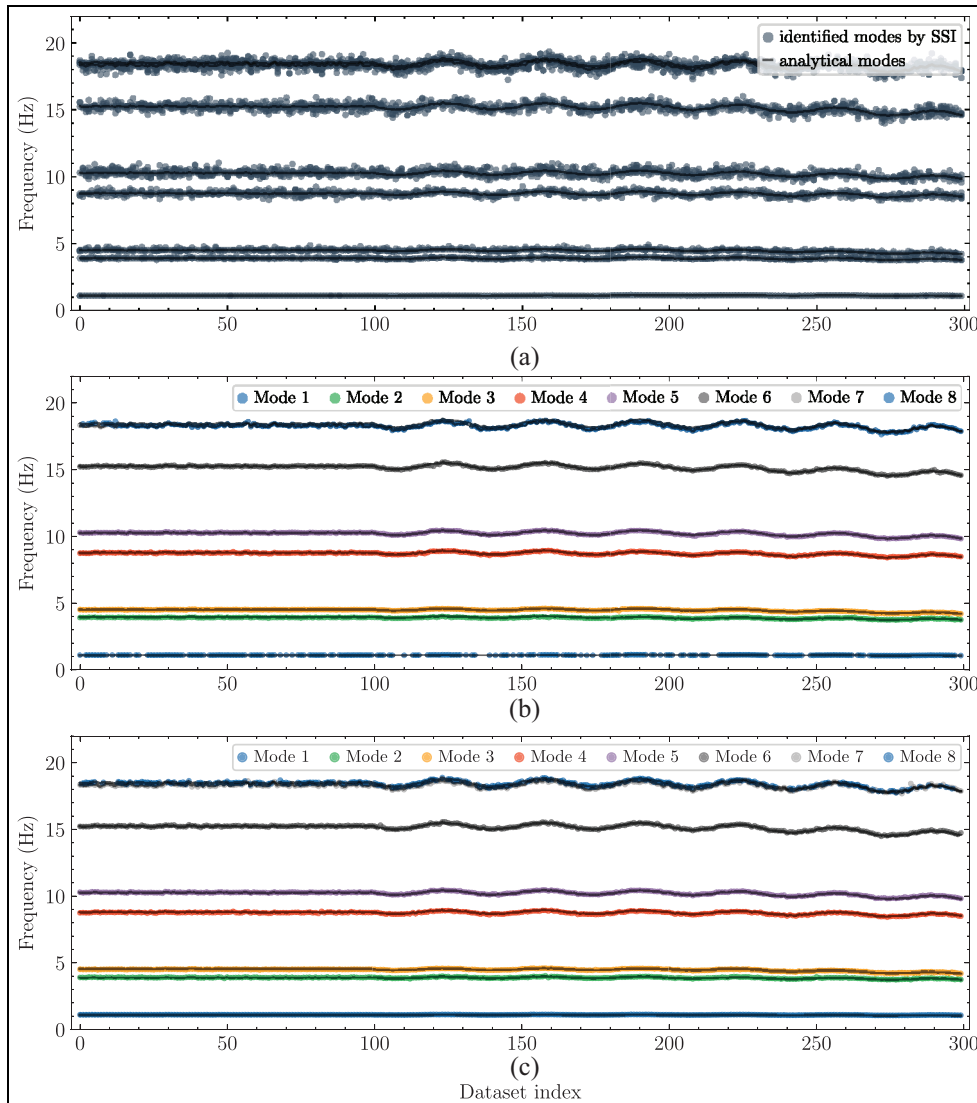 identified modes by SSI
analytical modes
20
15
10
5
0
Frequency (Hz)
0 50 100 150 200 250 300
(a)
Mode 1 Mode 2 Mode 3 Mode 4 Mode 5 Mode 6 Mode 7 Mode 8
20
15
10
5
0
Frequency (Hz)
0 50 100 150 200 250 300
(b)
Mode 1 Mode 2 Mode 3 Mode 4 Mode 5 Mode 6 Mode 7 Mode 8
20
15
10
5
0
Frequency (Hz)
0 50 100 150 200 250 300
(c)
Dataset index